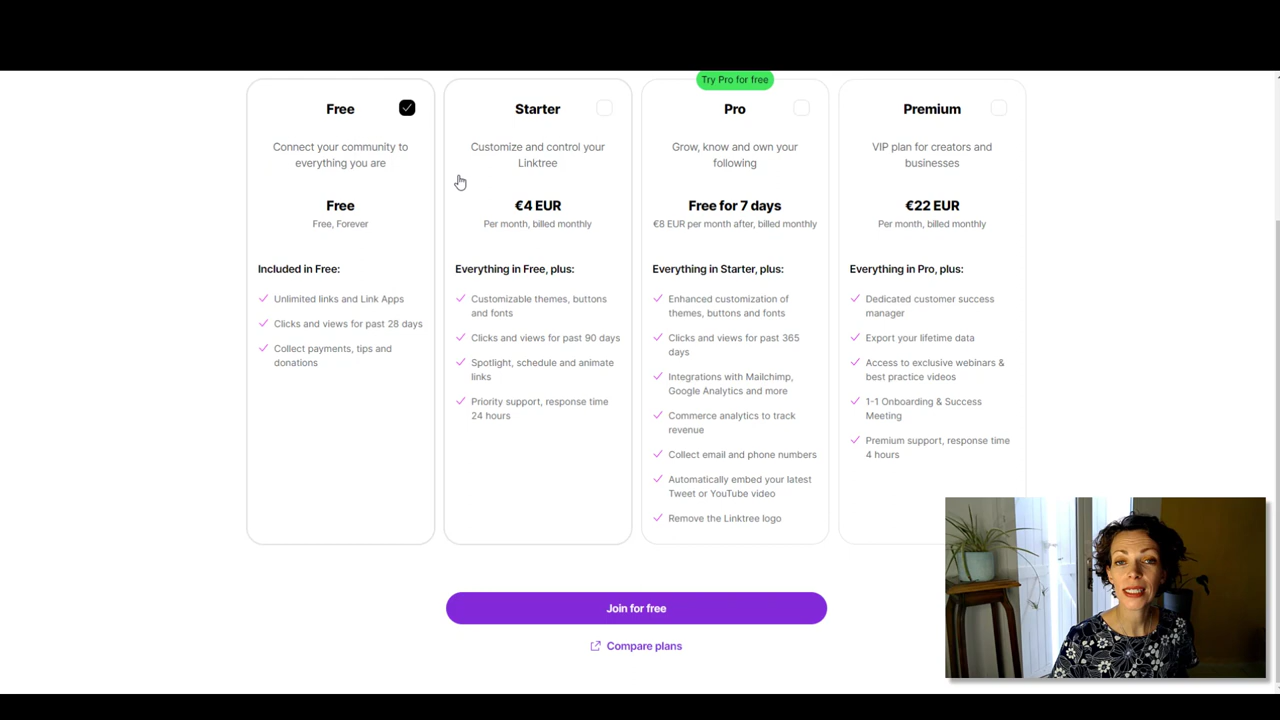 Try Pro for free
Free
Connect your community to
everything you are
Free
Free, Forever
Included in Free:
Unlimited links and Link Apps
Clicks and views for past 28 days
Collect payments, tips and
donations
Starter
Customize and control your
Linktree
€4 EUR
Per month, billed monthly
Everything in Free, plus:
Customizable themes, buttons
and fonts
Clicks and views for past 90 days
Spotlight, schedule and animate
links
Priority support, response time
24 hours
Pro
Grow, know and own your
following
Free for 7 days
€8 EUR per month after, billed monthly
Everything in Starter, plus:
Enhanced customization of
themes, buttons and fonts
Clicks and views for past 365
days
Integrations with Mailchimp,
Google Analytics and more
Commerce analytics to track
revenue
Collect email and phone numbers
Automatically embed your latest
Tweet or YouTube video
Remove the Linktree logo
Premium
VIP plan for creators and
businesses
€22 EUR
Per month, billed monthly
Everything in Pro, plus:
Dedicated customer success
manager
Export your lifetime data
Access to exclusive webinars &
best practice videos
1-1 Onboarding & Success
Meeting
Premium support, response time
4 hours
Join for free
Compare plans